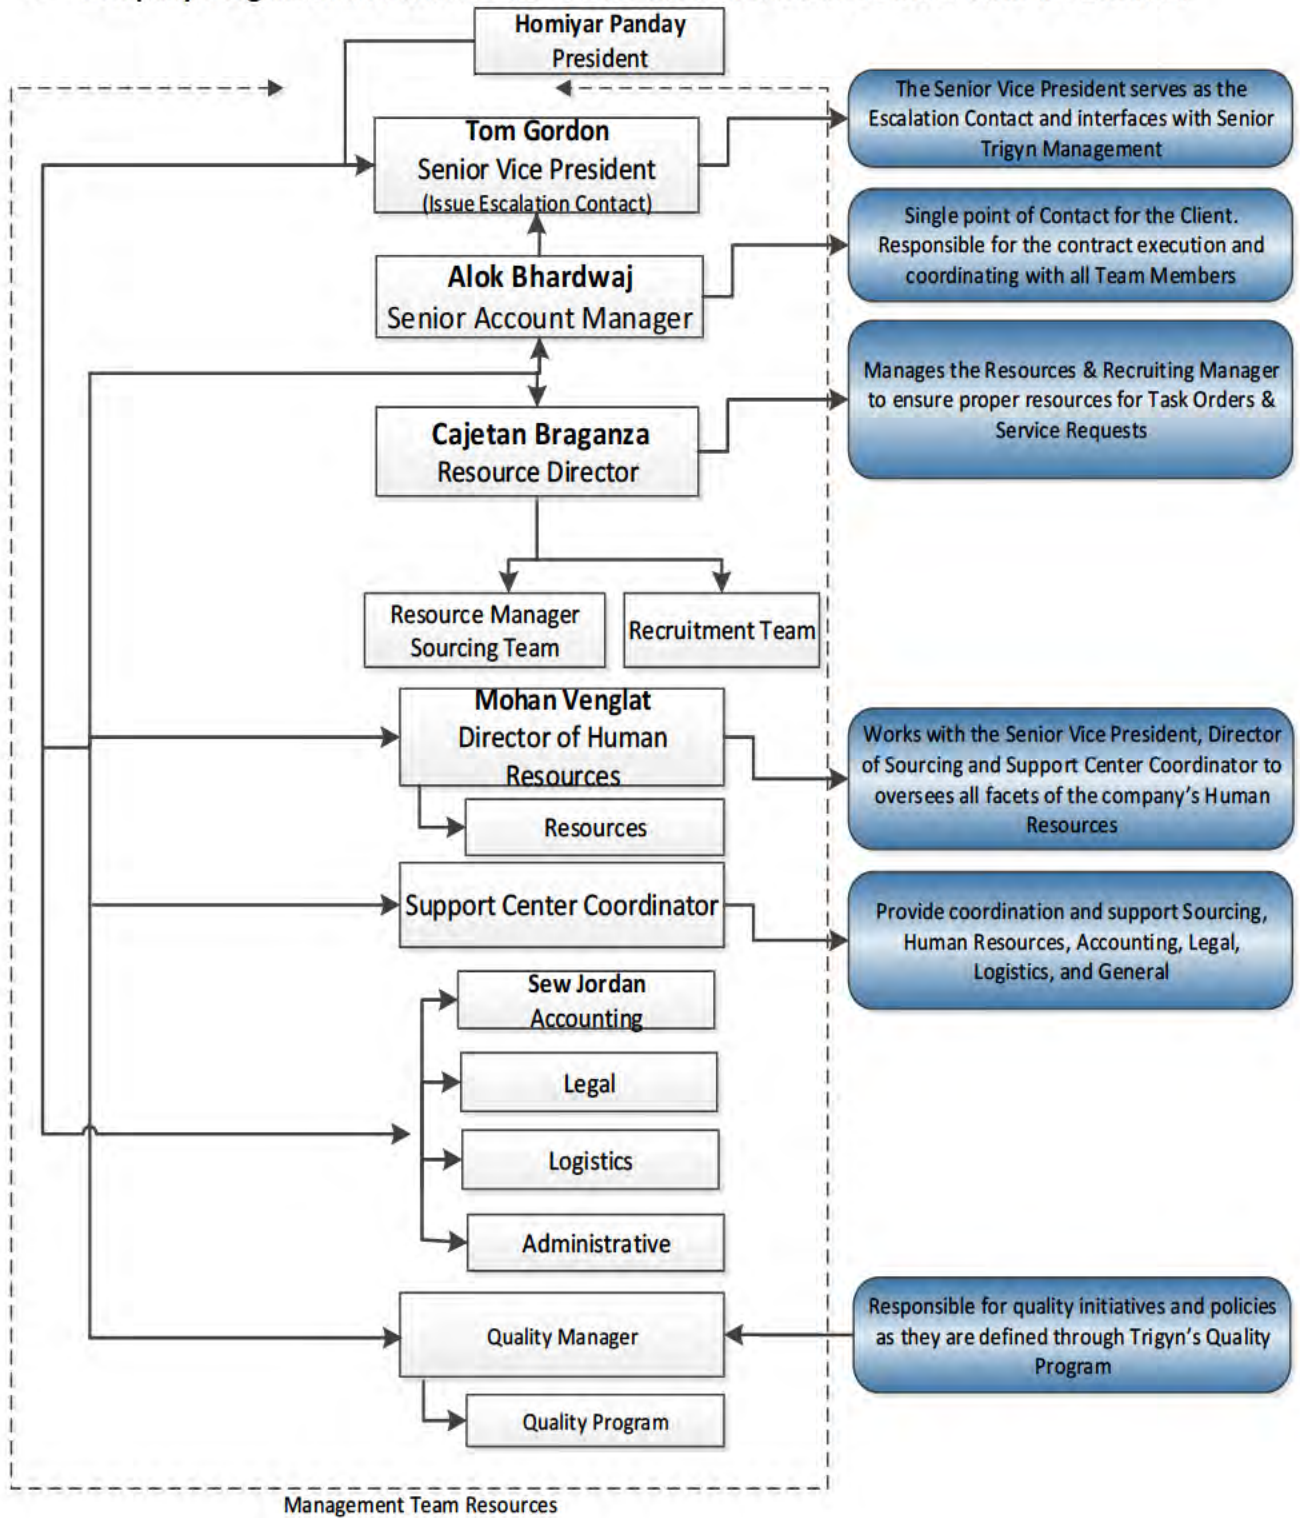 Homiyar Panday
President
The Senior Vice President serves as the
Escalation Contact and interfaces with Senior
Trigyn Management
Tom Gordon
Senior Vice President
(Issue Escalation Contact)
Single point of Contact for the Client.
Responsible for the contract execution and
coordinating with all Team Members
Alok Bhardwaj
Senior Account Manager
Manages the Resources & Recruiting Manager
to ensure proper resources for Task Orders &
Service Requests
Cajetan Braganza
Resource Director
Resource Manager
Sourcing Team
Recruitment Team
Mohan Venglat
Director of Human
Resources
Works with the Senior Vice President, Director
of Sourcing and Support Center Coordinator to
oversees all facets of the company's Human
Resources
Resources
Support Center Coordinator
Provide coordination and support Sourcing,
Human Resources, Accounting, Legal,
Logistics, and General
Sew Jordan
Accounting
Legal
Logistics
Administrative
Quality Manager
Responsible for quality initiatives and policies
as they are defined through Trigyn's Quality
Program
Quality Program
Management Team Resources